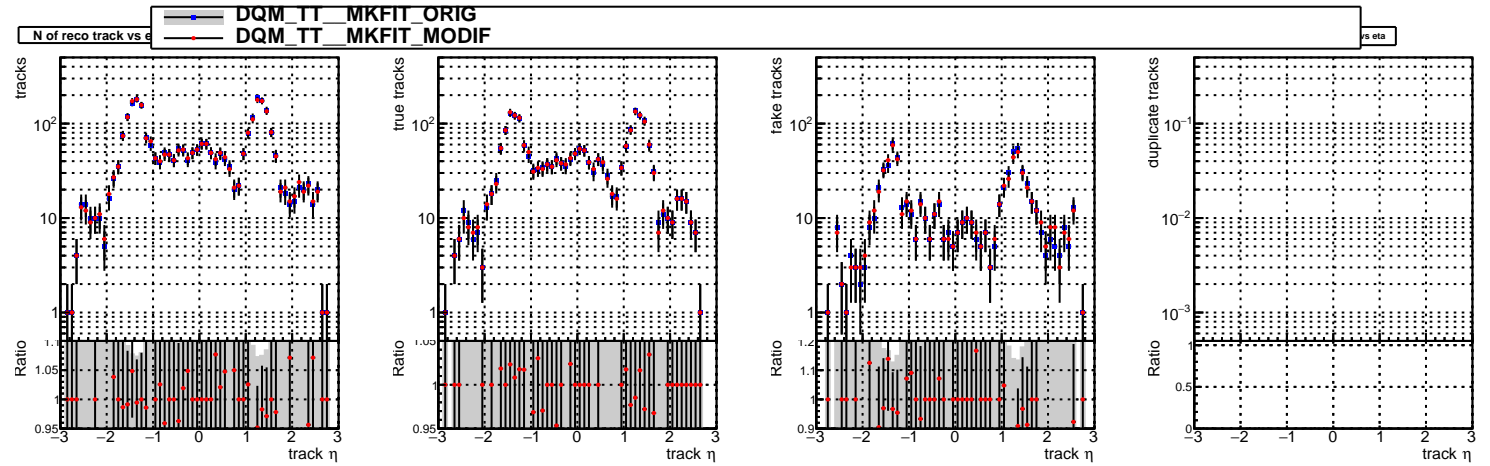 DQM_TT__MKFIT_ORIG
DQM_TT__MKFIT_MODIF
N of reco track vs e
vs eta
tracks
10²
10
1
Ratio
1.1
1.05
1
0.95
−3 −2 −1 0 1 2 3
track η
true tracks
10²
10
1
Ratio
1.05
1
0.95
−3 −2 −1 0 1 2 3
track η
fake tracks
10²
10
1
Ratio
1.2
1.1
1
0.9
−3 −2 −1 0 1 2 3
track η
duplicate tracks
10⁻¹
10⁻²
10⁻³
Ratio
1
0.5
0
−3 −2 −1 0 1 2 3
track η